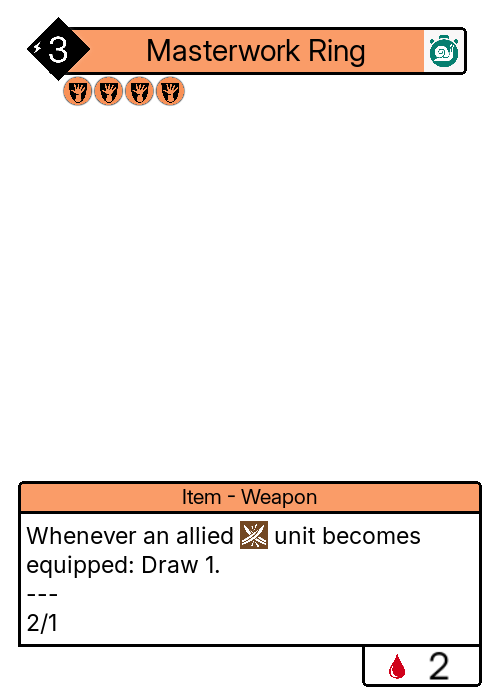 3
Masterwork Ring
Item - Weapon
Whenever an allied unit becomes
equipped: Draw 1.
---
2/1
2